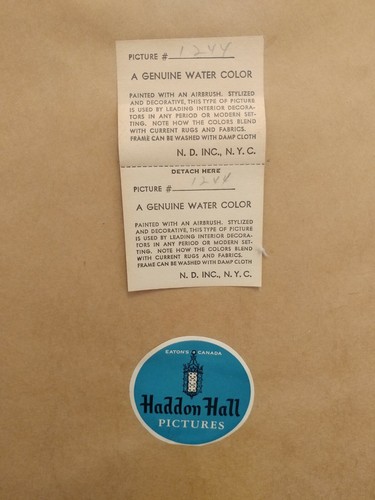 PICTURE # 1244
A GENUINE WATER COLOR
PAINTED WITH AN AIRBRUSH. STYLIZED
AND DECORATIVE, THIS TYPE OF PICTURE
IS USED BY LEADING INTERIOR DECORA-
TORS IN ANY PERIOD OR MODERN SET-
TING. NOTE HOW THE COLORS BLEND
WITH CURRENT RUGS AND FABRICS.
FRAME CAN BE WASHED WITH DAMP CLOTH
N. D. INC., N. Y. C.
DETACH HERE
PICTURE # 1244
A GENUINE WATER COLOR
PAINTED WITH AN AIRBRUSH. STYLIZED
AND DECORATIVE, THIS TYPE OF PICTURE
IS USED BY LEADING INTERIOR DECORA-
TORS IN ANY PERIOD OR MODERN SET-
TING. NOTE HOW THE COLORS BLEND
WITH CURRENT RUGS AND FABRICS.
FRAME CAN BE WASHED WITH DAMP CLOTH
N. D. INC., N. Y. C.
EATON'S CANADA
Haddon Hall
PICTURES